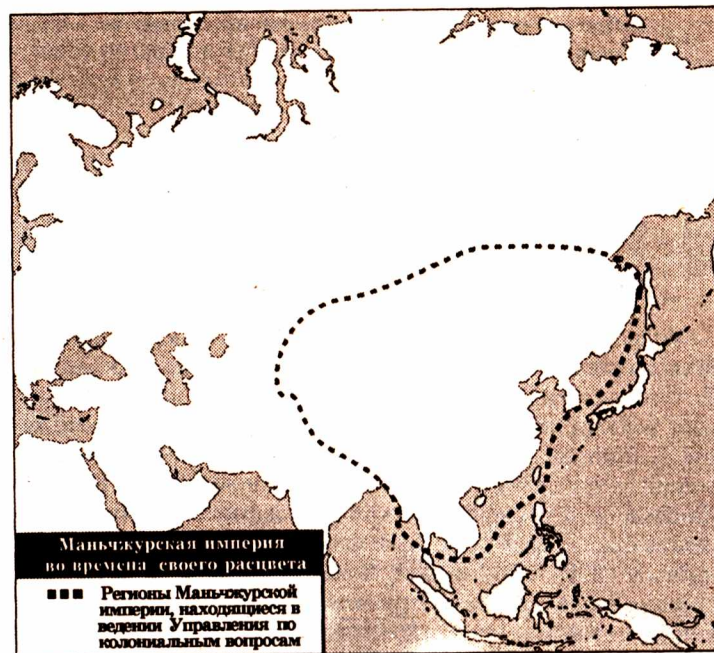 Маньчжурская империя
во времена своего расцвета
Регионы Маньчжурской
империи, находящиеся в
ведении Управления по
колониальным вопросам